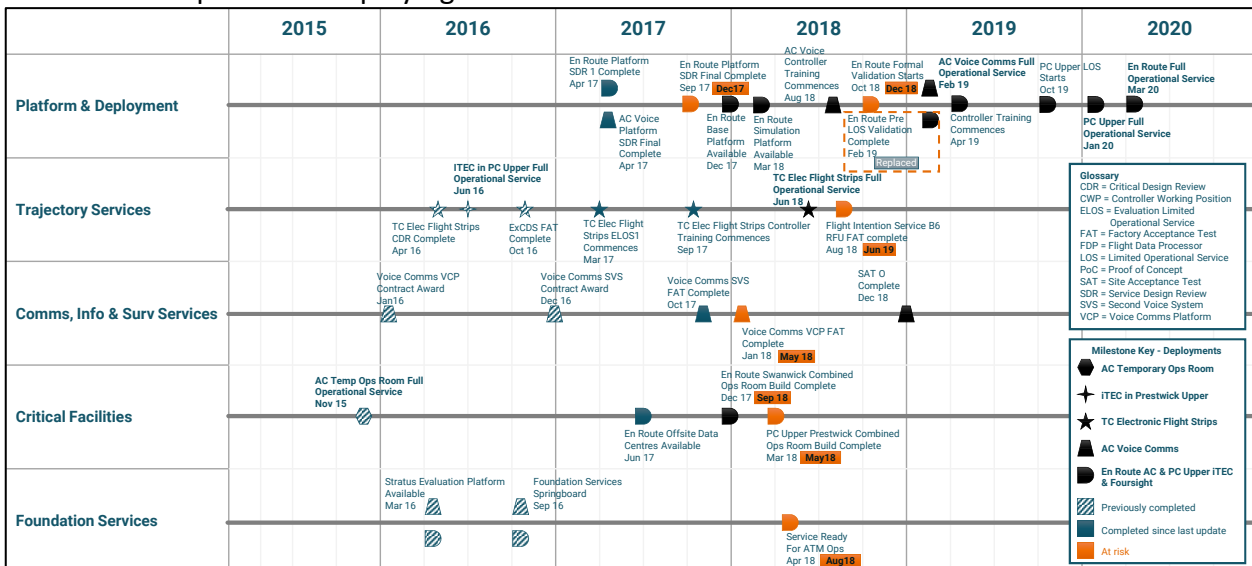 2015
2016
2017
2018
2019
2020
Platform & Deployment
En Route Platform
SDR 1 Complete
Apr 17
AC Voice
Platform
SDR Final
Complete
Apr 17
En Route Platform
SDR Final Complete
Sep 17 Dec17
En Route
Base
Platform
Available
Dec 17
En Route
Simulation
Platform
Available
Mar 18
AC Voice
Controller
Training
Commences
Aug 18
En Route Formal
Validation Starts
Oct 18 Dec 18
En Route Pre
LOS Validation
Complete
Feb 19
Replaced
AC Voice Comms Full
Operational Service
Feb 19
Controller Training
Commences
Apr 19
PC Upper LOS
Starts
Oct 19
PC Upper Full
Operational Service
Jan 20
En Route Full
Operational Service
Mar 20
Trajectory Services
TC Elec Flight Strips
CDR Complete
Apr 16
ITEC in PC Upper Full
Operational Service
Jun 16
ExCDS FAT
Complete
Oct 16
TC Elec Flight
Strips ELOS1
Commences
Mar 17
TC Elec Flight Strips Controller
Training Commences
Sep 17
TC Elec Flight Strips Full
Operational Service
Jun 18
Flight Intention Service B6
RFU FAT complete
Aug 18 Jun 19
Comms, Info & Surv Services
Voice Comms VCP
Contract Award
Jan16
Voice Comms SVS
Contract Award
Dec 16
Voice Comms SVS
FAT Complete
Oct 17
Voice Comms VCP FAT
Complete
Jan 18 May 18
SAT O
Complete
Dec 18
Critical Facilities
AC Temp Ops Room Full
Operational Service
Nov 15
En Route Offsite Data
Centres Available
Jun 17
En Route Swanwick Combined
Ops Room Build Complete
Dec 17 Sep 18
PC Upper Prestwick Combined
Ops Room Build Complete
Mar 18 May18
Foundation Services
Stratus Evaluation Platform
Available
Mar 16
Foundation Services
Springboard
Sep 16
Service Ready
For ATM Ops
Apr 18 Aug18
Glossary
CDR = Critical Design Review
CWP = Controller Working Position
ELOS = Evaluation Limited
Operational Service
FAT = Factory Acceptance Test
FDP = Flight Data Processor
LOS = Limited Operational Service
PoC = Proof of Concept
SAT = Site Acceptance Test
SDR = Service Design Review
SVS = Second Voice System
VCP = Voice Comms Platform
Milestone Key - Deployments
AC Temporary Ops Room
iTEC in Prestwick Upper
TC Electronic Flight Strips
AC Voice Comms
En Route AC & PC Upper iTEC
& Foursight
Previously completed
Completed since last update
At risk